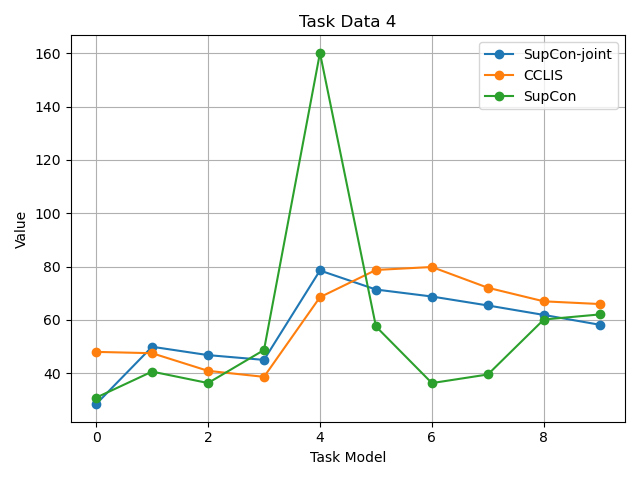 Task Data 4
SupCon-joint
CCLIS
SupCon
160
140
120
100
80
60
40
Value
0 2 4 6 8
Task Model